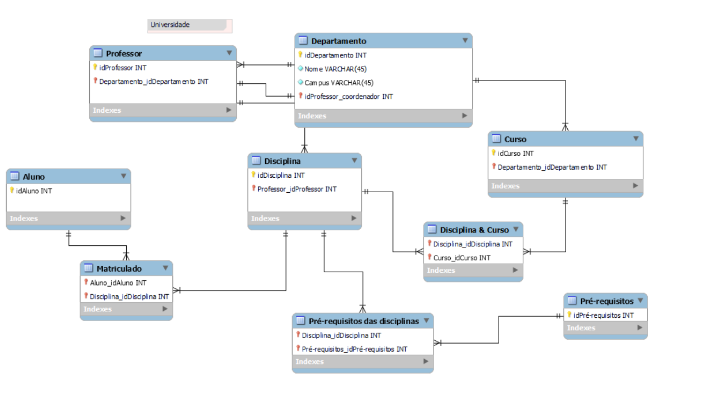 Universidade
Professor
idProfessor INT
Departamento_idDepartamento INT
Indexes
Departamento
idDepartamento INT
Nome VARCHAR(45)
Campus VARCHAR(45)
idProfessor_coordenador INT
Indexes
Curso
idCurso INT
Departamento_idDepartamento INT
Indexes
Disciplina
idDisciplina INT
Professor_idProfessor INT
Indexes
Aluno
idAluno INT
Indexes
Disciplina & Curso
Disciplina_idDisciplina INT
Curso_idCurso INT
Indexes
Matriculado
Aluno_idAluno INT
Disciplina_idDisciplina INT
Indexes
Pré-requisitos das disciplinas
Disciplina_idDisciplina INT
Pré-requisitos_idPré-requisitos INT
Indexes
Pré-requisitos
idPré-requisitos INT
Indexes